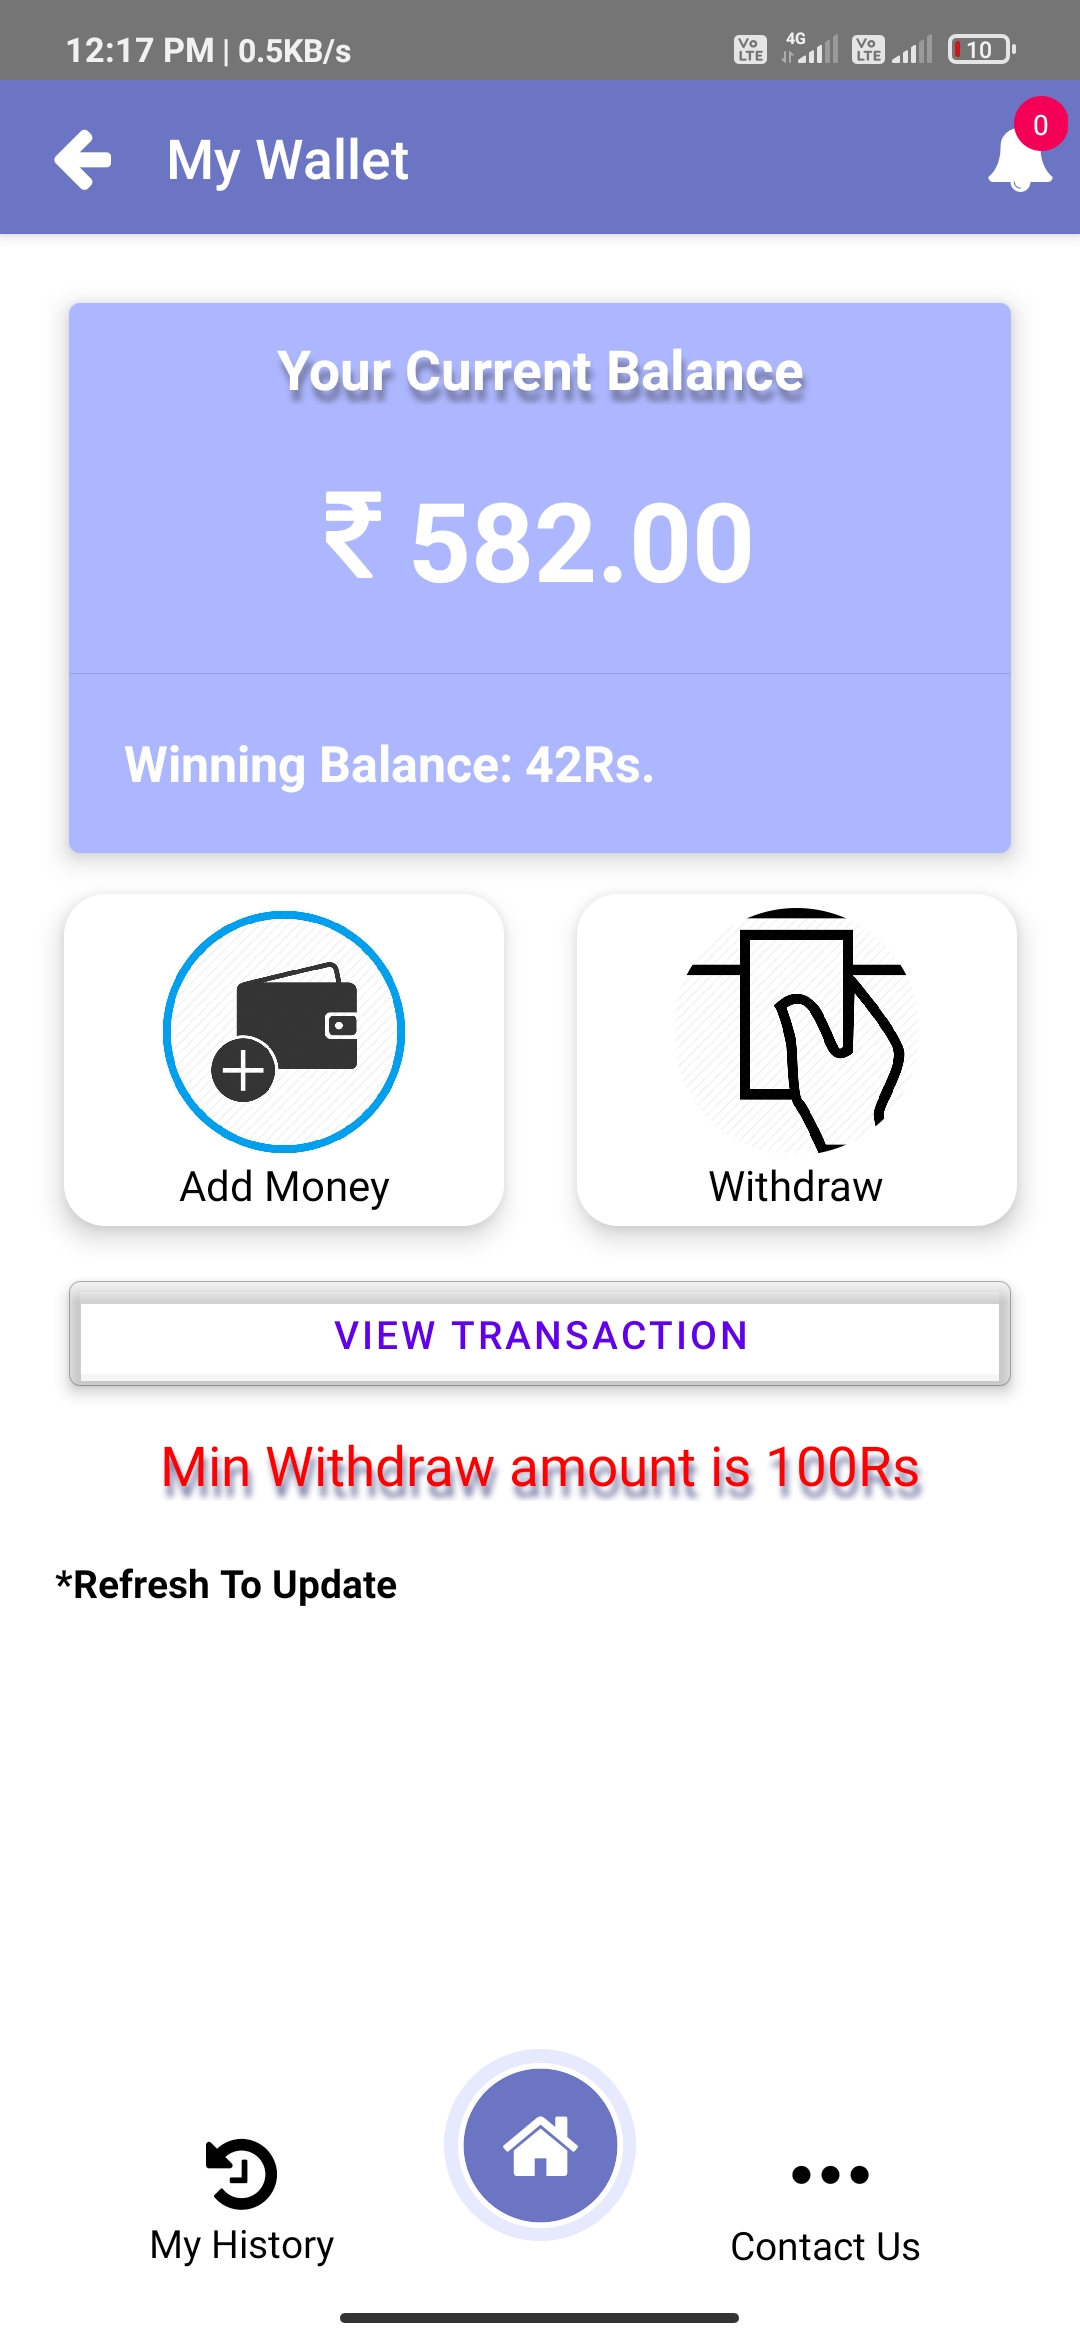 12:17 PM | 0.5KB/s
Vo LTE 4G Vo LTE 10
My Wallet
0
Your Current Balance
₹ 582.00
Winning Balance: 42Rs.
Add Money
Withdraw
VIEW TRANSACTION
Min Withdraw amount is 100Rs
*Refresh To Update
My History
Contact Us